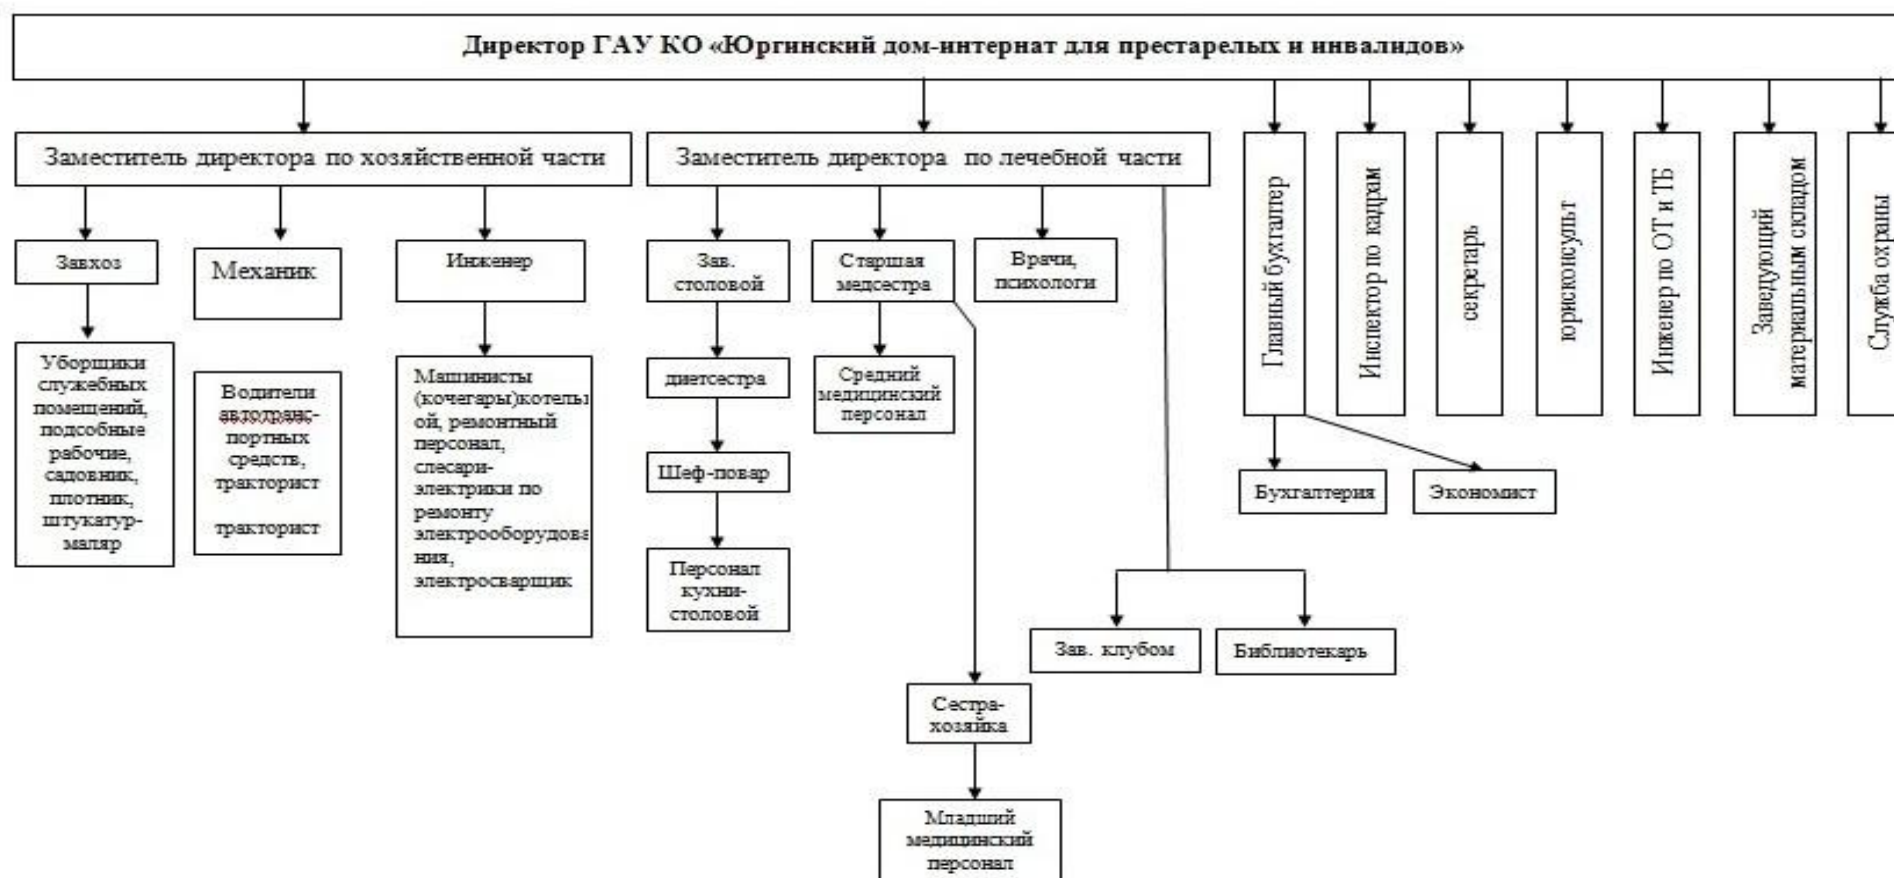 Директор ГАУ КО «Юргинский дом-интернат для престарелых и инвалидов»
Заместитель директора по хозяйственной части
Заместитель директора по лечебной части
Главный бухгалтер
Инспектор по кадрам
секретарь
юрисконсульт
Инженер по ОТ и ТБ
Заведующий
материальным складом
Служба охраны
Завхоз
Механик
Инженер
Зав.
столовой
Старшая
медсестра
Врачи,
психологи
Уборщики
служебных
помещений,
подсобные
рабочие,
садовник,
плотник,
штукатур-
маляр
Водители
автотранс-
портных
средств,
тракторист
тракторист
Машинисты
(кочегары)котельн
ой, ремонтный
персонал,
слесари-
электрики по
ремонту
электрооборудова
ния,
электросварщик
диетсестра
Средний
медицинский
персонал
Шеф-повар
Персонал
кухни-
столовой
Бухгалтерия
Экономист
Зав. клубом
Библиотекарь
Сестра-
хозяйка
Младший
медицинский
персонал